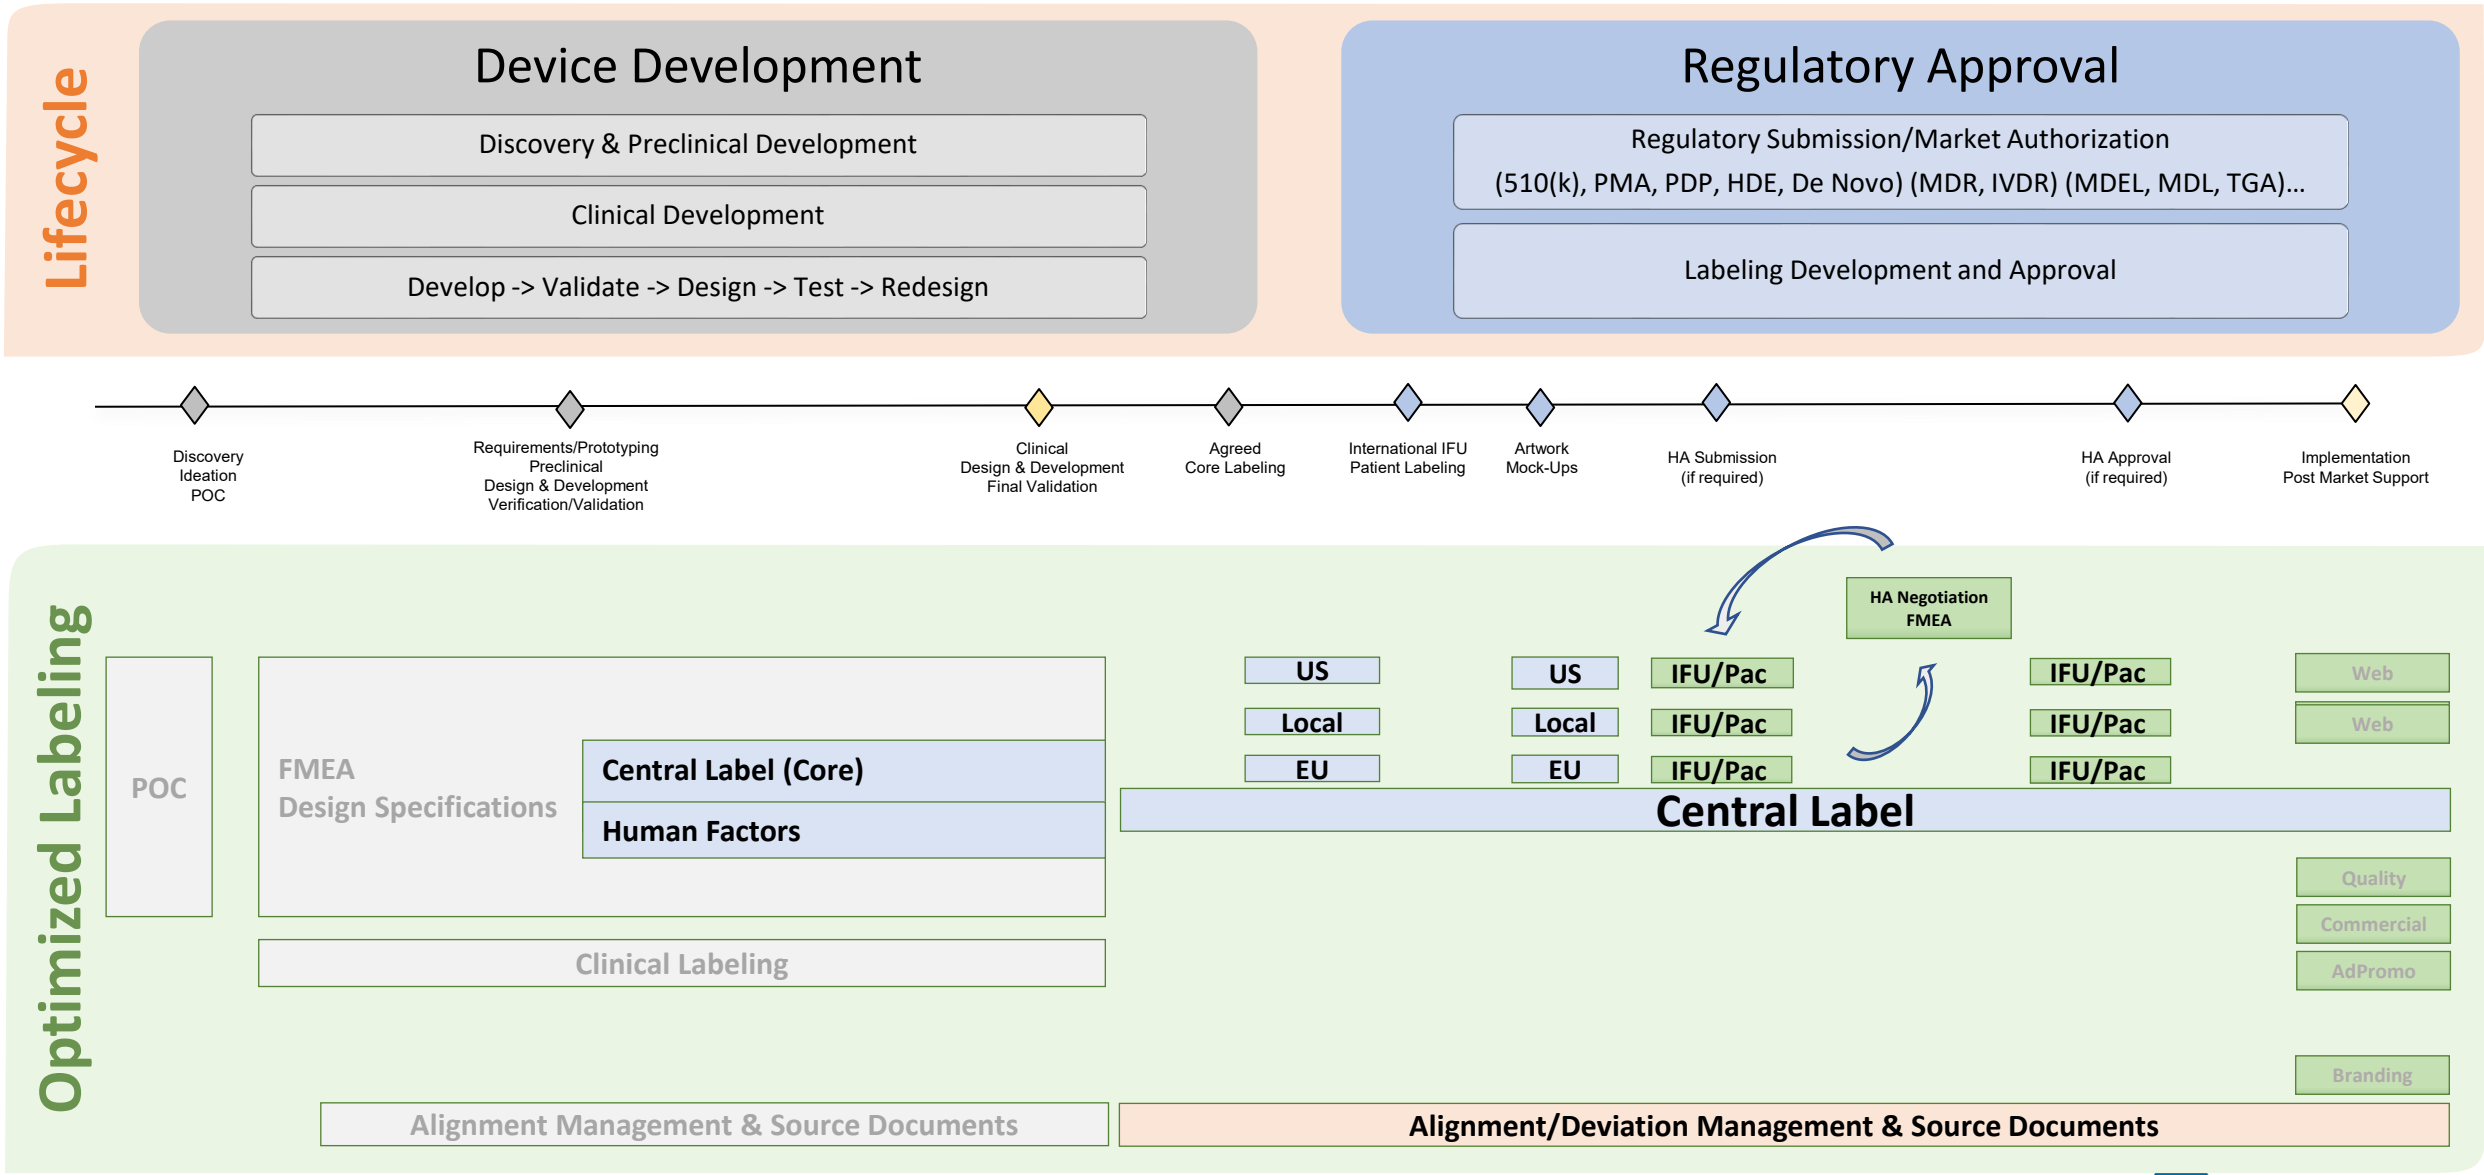 Lifecycle
Device Development
Discovery & Preclinical Development
Clinical Development
Develop -> Validate -> Design -> Test -> Redesign
Regulatory Approval
Regulatory Submission/Market Authorization
(510(k), PMA, PDP, HDE, De Novo) (MDR, IVDR) (MDEL, MDL, TGA)...
Labeling Development and Approval
Discovery
Ideation
POC
Requirements/Prototyping
Preclinical
Design & Development
Verification/Validation
Clinical
Design & Development
Final Validation
Agreed
Core Labeling
International IFU
Patient Labeling
Artwork
Mock-Ups
HA Submission
(if required)
HA Approval
(if required)
Implementation
Post Market Support
Optimized Labeling
POC
FMEA
Design Specifications
Central Label (Core)
Human Factors
Clinical Labeling
Alignment Management & Source Documents
HA Negotiation
FMEA
US
US
IFU/Pac
IFU/Pac
Web
Local
Local
IFU/Pac
IFU/Pac
Web
EU
EU
IFU/Pac
IFU/Pac
Central Label
Quality
Commercial
AdPromo
Branding
Alignment/Deviation Management & Source Documents